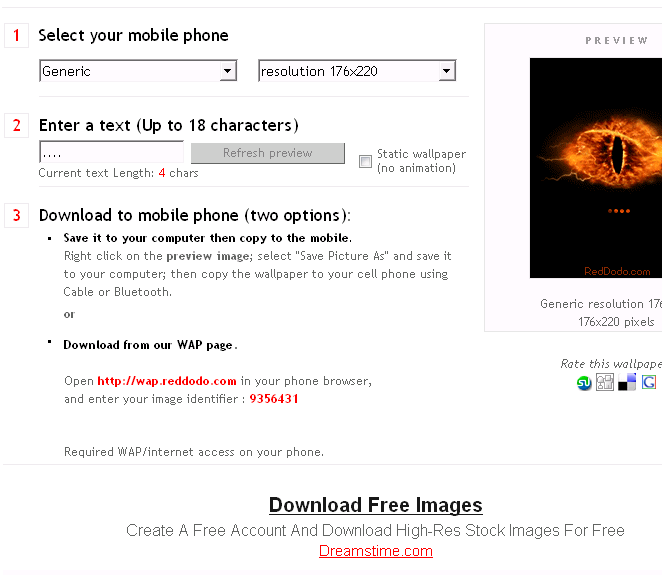 1 Select your mobile phone
Generic resolution 176x220
2 Enter a text (Up to 18 characters)
.... Refresh preview
Static wallpaper
(no animation)
Current text Length: 4 chars
3 Download to mobile phone (two options):
Save it to your computer then copy to the mobile.
Right click on the preview image; select "Save Picture As" and save it
to your computer; then copy the wallpaper to your cell phone using
Cable or Bluetooth.
or
Download from our WAP page.
Open http://wap.reddodo.com in your phone browser,
and enter your image identifier : 9356431
Required WAP/internet access on your phone.
PREVIEW
....
RedDodo.com
Generic resolution 17
176x220 pixels
Rate this wallpape
Download Free Images
Create A Free Account And Download High-Res Stock Images For Free
Dreamstime.com